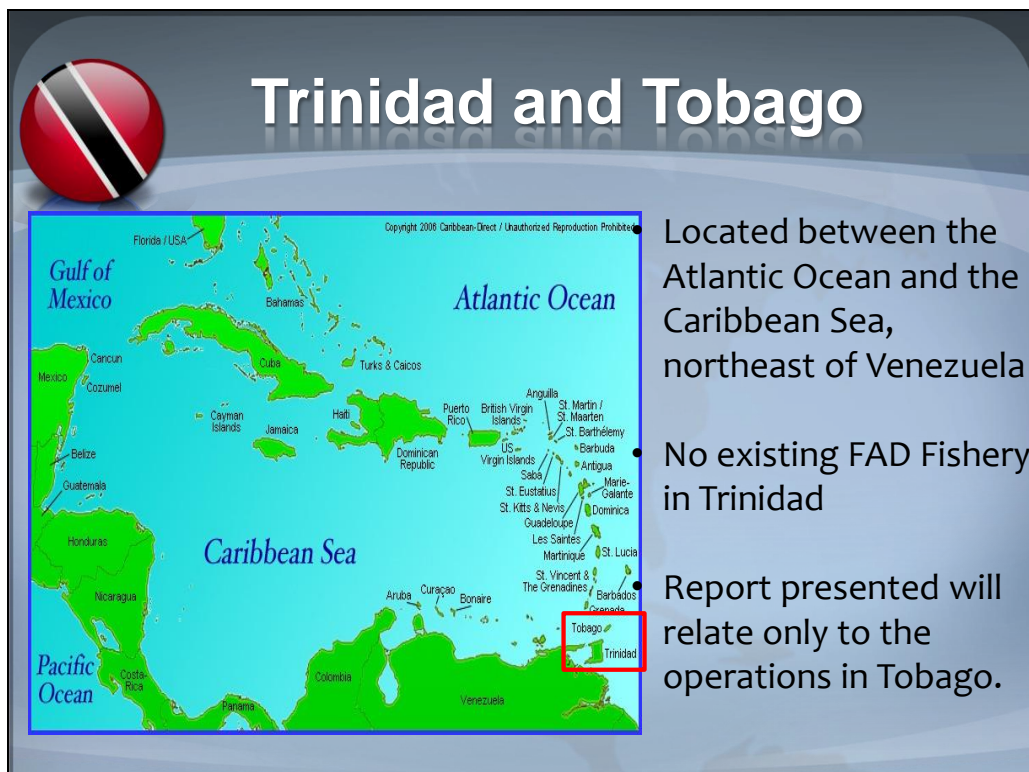 Trinidad and Tobago
Copyright 2006 Caribbean-Direct / Unauthorized Reproduction Prohibited
Florida / USA
Gulf of
Mexico
Atlantic Ocean
Bahamas
Cancun
Mexico
Cozumel
Cuba
Turks & Caicos
Cayman
Islands
Jamaica
Haiti
Dominican
Republic
Puerto
Rico
British Virgin
Islands
US
Virgin Islands
Anguilla
St. Martin /
St. Maarten
St. Barthélemy
Saba
Barbuda
St. Eustatius
Antigua
St. Kitts & Nevis
Marie-
Galante
Guadeloupe
Dominica
Les Saintes
Martinique
St. Lucia
St. Vincent &
The Grenadines
Barbados
Grenada
Belize
Guatemala
Honduras
Nicaragua
Caribbean Sea
Aruba
Curaçao
Bonaire
Tobago
Trinidad
Pacific
Ocean
Costa-
Rica
Panama
Colombia
Venezuela
• Located between the
Atlantic Ocean and the
Caribbean Sea,
northeast of Venezuela
• No existing FAD Fishery
in Trinidad
• Report presented will
relate only to the
operations in Tobago.